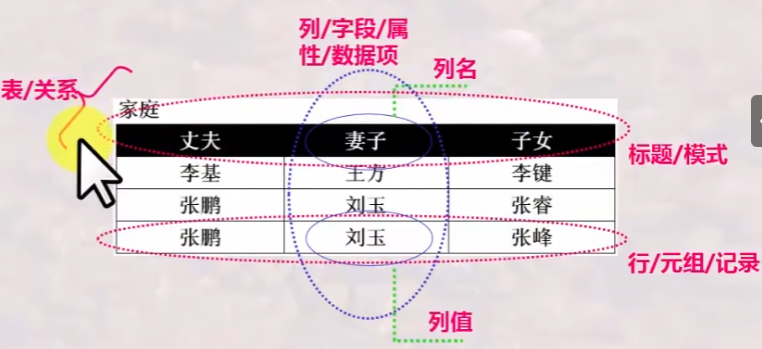 列/字段/属
性/数据项
列名
表/关系
家庭
丈夫 妻子 子女
标题/模式
李基 王方 李键
张鹏 刘玉 张睿
张鹏 刘玉 张峰
行/元组/记录
列值